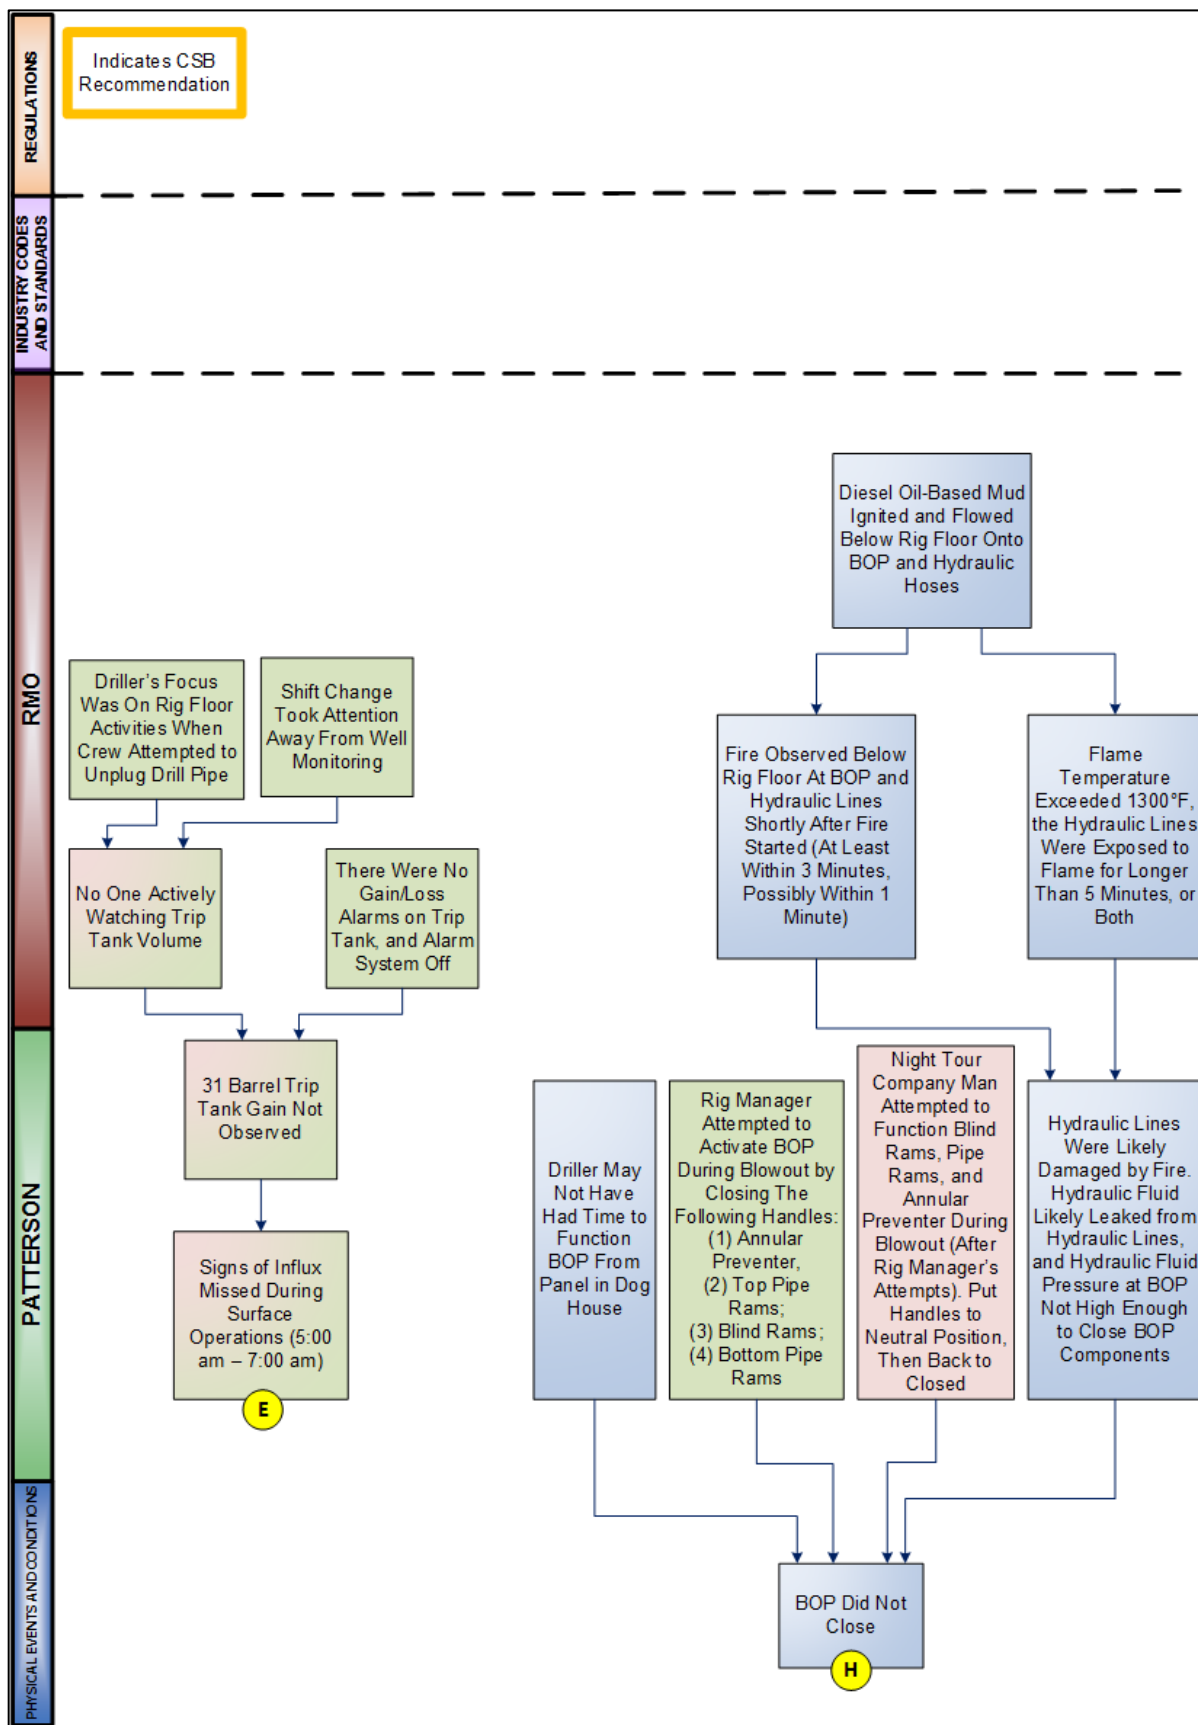 REGULATIONS
Indicates CSB
Recommendation
INDUSTRY CODES
AND STANDARDS
RMO
Diesel Oil-Based Mud
Ignited and Flowed
Below Rig Floor Onto
BOP and Hydraulic
Hoses
Driller's Focus
Was On Rig Floor
Activities When
Crew Attempted to
Unplug Drill Pipe
Shift Change
Took Attention
Away From Well
Monitoring
Fire Observed Below
Rig Floor At BOP and
Hydraulic Lines
Shortly After Fire
Started (At Least
Within 3 Minutes,
Possibly Within 1
Minute)
Flame
Temperature
Exceeded 1300°F,
the Hydraulic Lines
Were Exposed to
Flame for Longer
Than 5 Minutes, or
Both
No One Actively
Watching Trip
Tank Volume
There Were No
Gain/Loss
Alarms on Trip
Tank, and Alarm
System Off
PATTERSON
31 Barrel Trip
Tank Gain Not
Observed
Signs of Influx
Missed During
Surface
Operations (5:00
am – 7:00 am)
E
Driller May
Not Have
Had Time to
Function
BOP From
Panel in Dog
House
Rig Manager
Attempted to
Activate BOP
During Blowout by
Closing The
Following Handles:
(1) Annular
Preventer,
(2) Top Pipe
Rams;
(3) Blind Rams;
(4) Bottom Pipe
Rams
Night Tour
Company Man
Attempted to
Function Blind
Rams, Pipe
Rams, and
Annular
Preventer During
Blowout (After
Rig Manager's
Attempts). Put
Handles to
Neutral Position,
Then Back to
Closed
Hydraulic Lines
Were Likely
Damaged by Fire.
Hydraulic Fluid
Likely Leaked from
Hydraulic Lines,
and Hydraulic Fluid
Pressure at BOP
Not High Enough
to Close BOP
Components
PHYSICAL EVENTS AND CONDITIONS
BOP Did Not
Close
H